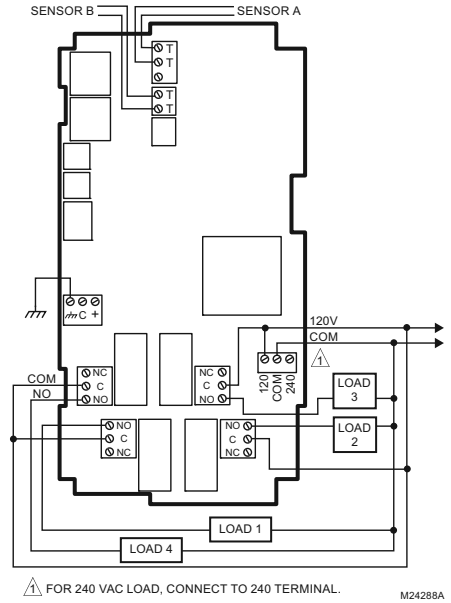 SENSOR B
SENSOR A
T
T
T
T
C +
120V
COM
1
120
COM
240
NC
C
NO
NC
C
NO
COM
NO
LOAD
3
NO
C
NC
NO
C
NC
LOAD
2
LOAD 1
LOAD 4
1 FOR 240 VAC LOAD, CONNECT TO 240 TERMINAL.
M24288A